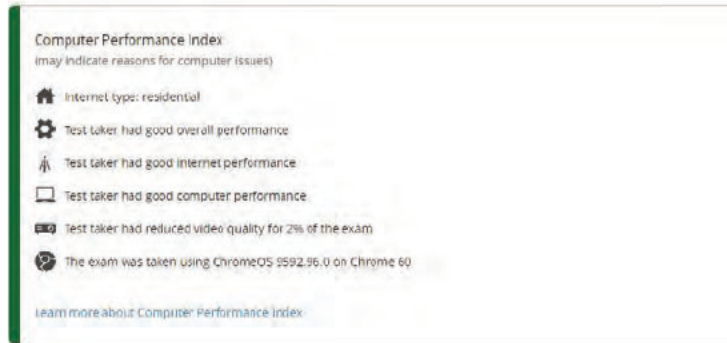 Computer Performance Index
(may indicate reasons for computer issues)
Internet type: residential
Test taker had good overall performance
Test taker had good internet performance
Test taker had good computer performance
Test taker had reduced video quality for 2% of the exam
The exam was taken using ChromeOS 9592.96.0 on Chrome 60
Learn more about Computer Performance Index